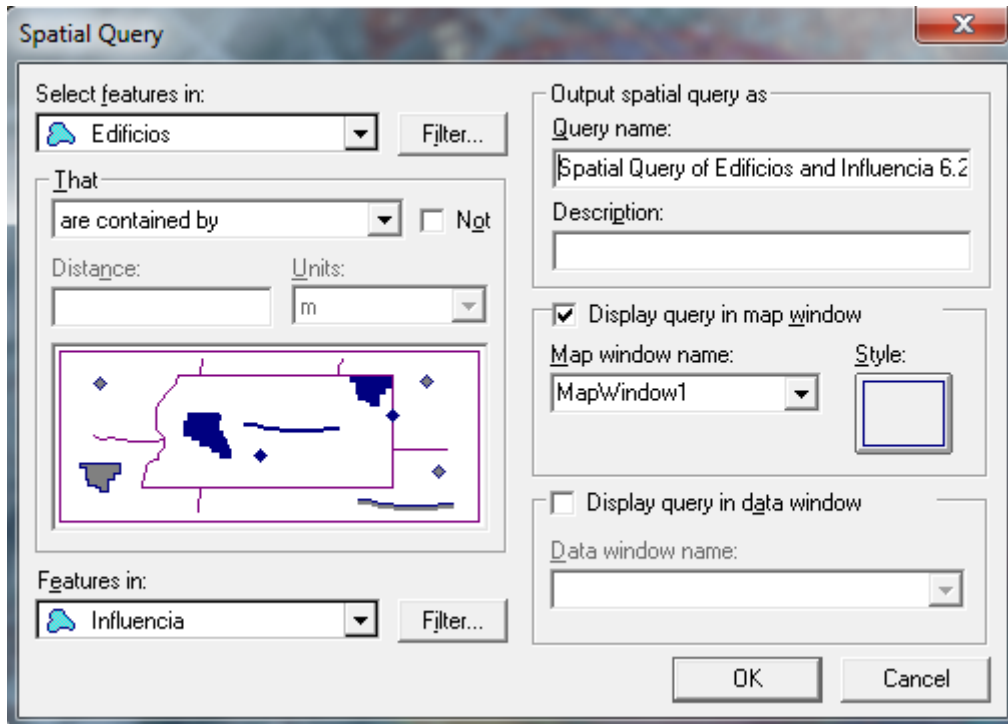 Spatial Query
Select features in:
Edificios
Filter...
That
are contained by
Not
Distance:
Units:
m
Features in:
Influencia
Filter...
Output spatial query as
Query name:
Spatial Query of Edificios and Influencia 6.2
Description:
Display query in map window
Map window name:
Style:
MapWindow1
Display query in data window
Data window name:
OK
Cancel